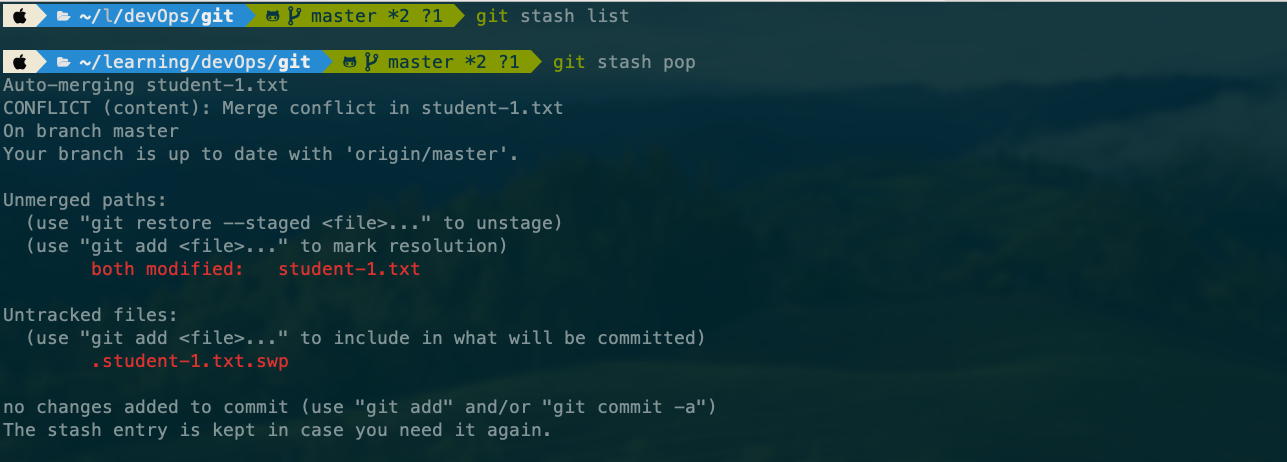 ~/l/devOps/git master *2 ?1 git stash list
~/learning/devOps/git master *2 ?1 git stash pop
Auto-merging student-1.txt
CONFLICT (content): Merge conflict in student-1.txt
On branch master
Your branch is up to date with 'origin/master'.
Unmerged paths:
(use "git restore --staged <file>..." to unstage)
(use "git add <file>..." to mark resolution)
both modified: student-1.txt
Untracked files:
(use "git add <file>..." to include in what will be committed)
.student-1.txt.swp
no changes added to commit (use "git add" and/or "git commit -a")
The stash entry is kept in case you need it again.